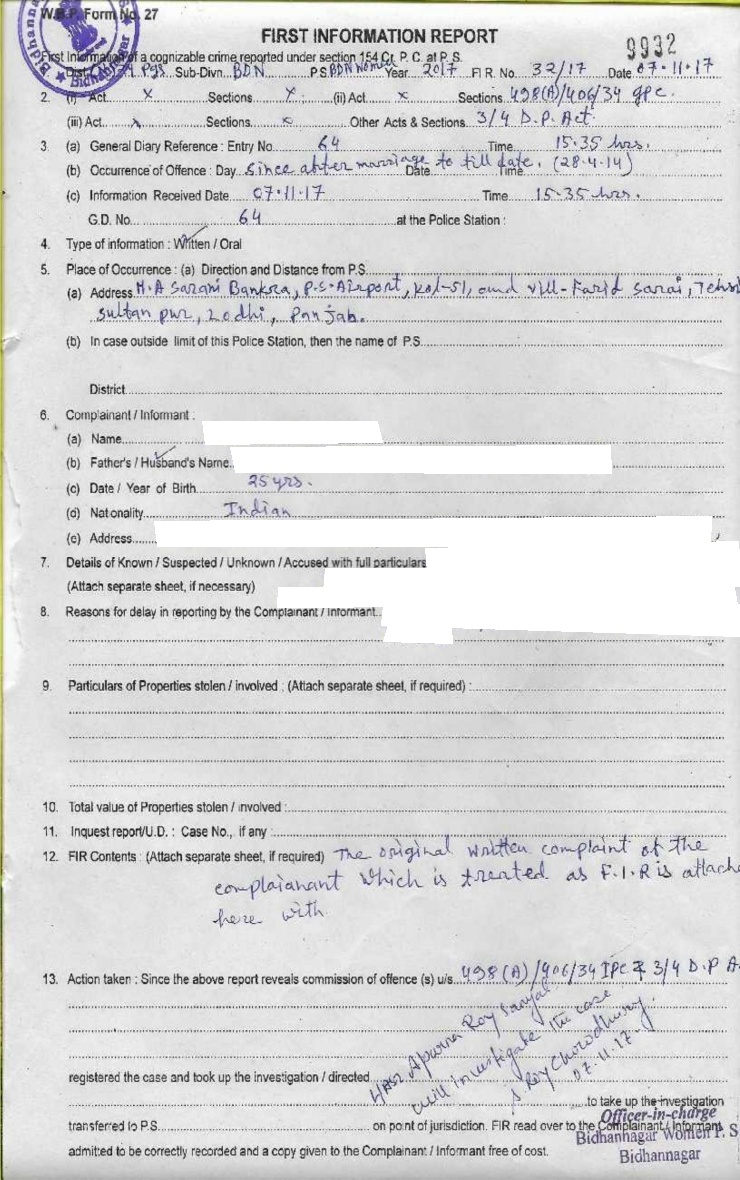 Bidhannagar
W.B.P. Form No. 27
FIRST INFORMATION REPORT
9932
First Information of a cognizable crime reported under section 154 Cr. P. C. at P. S.
Dist. Pgs Sub-Divn. BDN P.S. BDN Women Year 2017 FIR. No. 32/17 Date 07.11.17
2. (i) Act x Sections x (ii) Act x Sections 498(A)/406/34 IPC.
(iii) Act x Sections x Other Acts & Sections 3/4 D.P. Act.
3. (a) General Diary Reference : Entry No. 64 Time 15.35 hrs.
(b) Occurrence of Offence : Day since after marriage to till date. (28.4.14) Date Time
(c) Information Received Date 07.11.17 Time 15.35 hrs.
G.D. No. 64 at the Police Station :
4. Type of information : Written / Oral
5. Place of Occurrence : (a) Direction and Distance from P.S.
(a) Address M.A Sarani Bankra, P.S-Airport, Kol-51, and vill-Farid Sarai, Tehsi
Sultan pur, Lodhi, Panjab.
(b) In case outside limit of this Police Station, then the name of P.S.
District
6. Complainant / Informant :
(a) Name
(b) Father's / Husband's Name
(c) Date / Year of Birth 25 yrs.
(d) Nationality Indian
(e) Address
7. Details of Known / Suspected / Unknown / Accused with full particulars
(Attach separate sheet, if necessary)
8. Reasons for delay in reporting by the Complainant / Informant
9. Particulars of Properties stolen / involved : (Attach separate sheet, if required) :
10. Total value of Properties stolen / involved :
11. Inquest report/U.D. : Case No., if any :
12. FIR Contents : (Attach separate sheet, if required) The original written complaint of the
complaianant which is treated as F.I.R is attache
here with
13. Action taken : Since the above report reveals commission of offence (s) u/s 498(A)/406/34 IPC & 3/4 D.P A
Aparna Roy Sanyal
will investigate the case
S. Roy Chowdhury.
07.11.17
registered the case and took up the investigation / directed
to take up the investigation
Officer-in-charge
transferred to P.S. on point of jurisdiction. FIR read over to the Complainant / Informant
Bidhannagar Women P. S
admitted to be correctly recorded and a copy given to the Complainant / Informant free of cost.
Bidhannagar